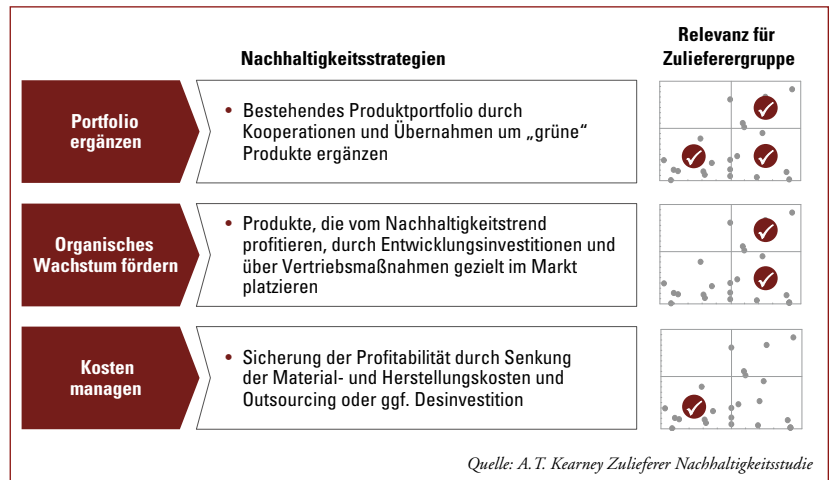 Nachhaltigkeitsstrategien
Relevanz für
Zulieferergruppe
Portfolio
ergänzen
• Bestehendes Produktportfolio durch
Kooperationen und Übernahmen um „grüne“
Produkte ergänzen
Organisches
Wachstum fördern
• Produkte, die vom Nachhaltigkeitstrend
profitieren, durch Entwicklungsinvestitionen und
über Vertriebsmaßnahmen gezielt im Markt
platzieren
Kosten
managen
• Sicherung der Profitabilität durch Senkung
der Material- und Herstellungskosten und
Outsourcing oder ggf. Desinvestition
Quelle: A.T. Kearney Zulieferer Nachhaltigkeitsstudie